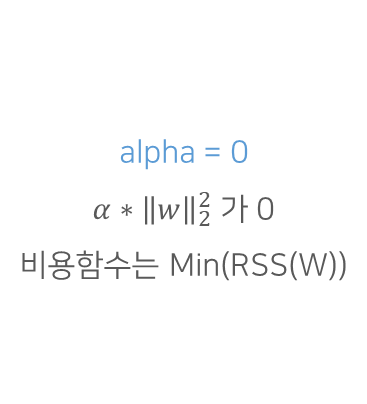 alpha = 0
α * ‖w‖₂² 가 0
비용함수는 Min(RSS(W))